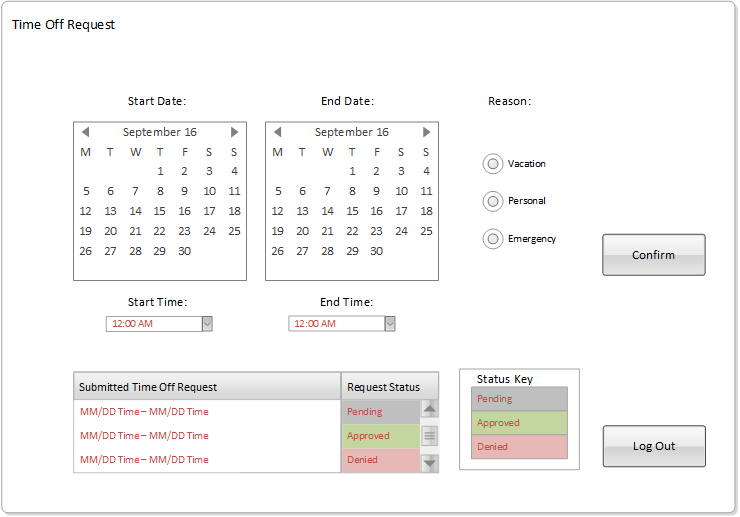 Time Off Request
Start Date: End Date: Reason:
September 16 September 16
M T W T F S S M T W T F S S
1 2 3 4 1 2 3 4
Vacation
5 6 7 8 9 10 11 5 6 7 8 9 10 11
Personal
12 13 14 15 16 17 18 12 13 14 15 16 17 18
19 20 21 22 23 24 25 19 20 21 22 23 24 25
Emergency
26 27 28 29 30 26 27 28 29 30
Confirm
Start Time: End Time:
12:00 AM 12:00 AM
Submitted Time Off Request Request Status
MM/DD Time – MM/DD Time Pending
MM/DD Time – MM/DD Time Approved
MM/DD Time – MM/DD Time Denied
Status Key
Pending
Approved
Denied
Log Out